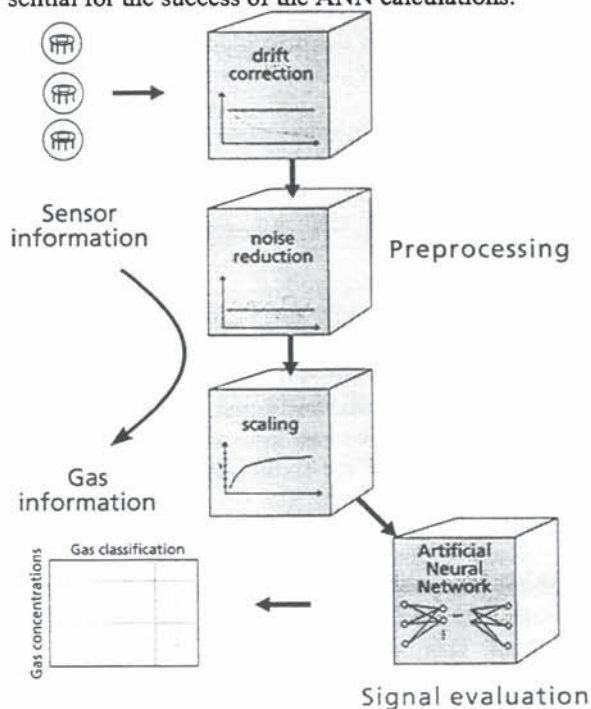 sential for the success of the ANN calculations.
drift
correction
Sensor
information
noise
reduction
Preprocessing
scaling
Gas
information
Gas classification
Gas concentrations
Artificial
Neural
Network
Signal evaluation